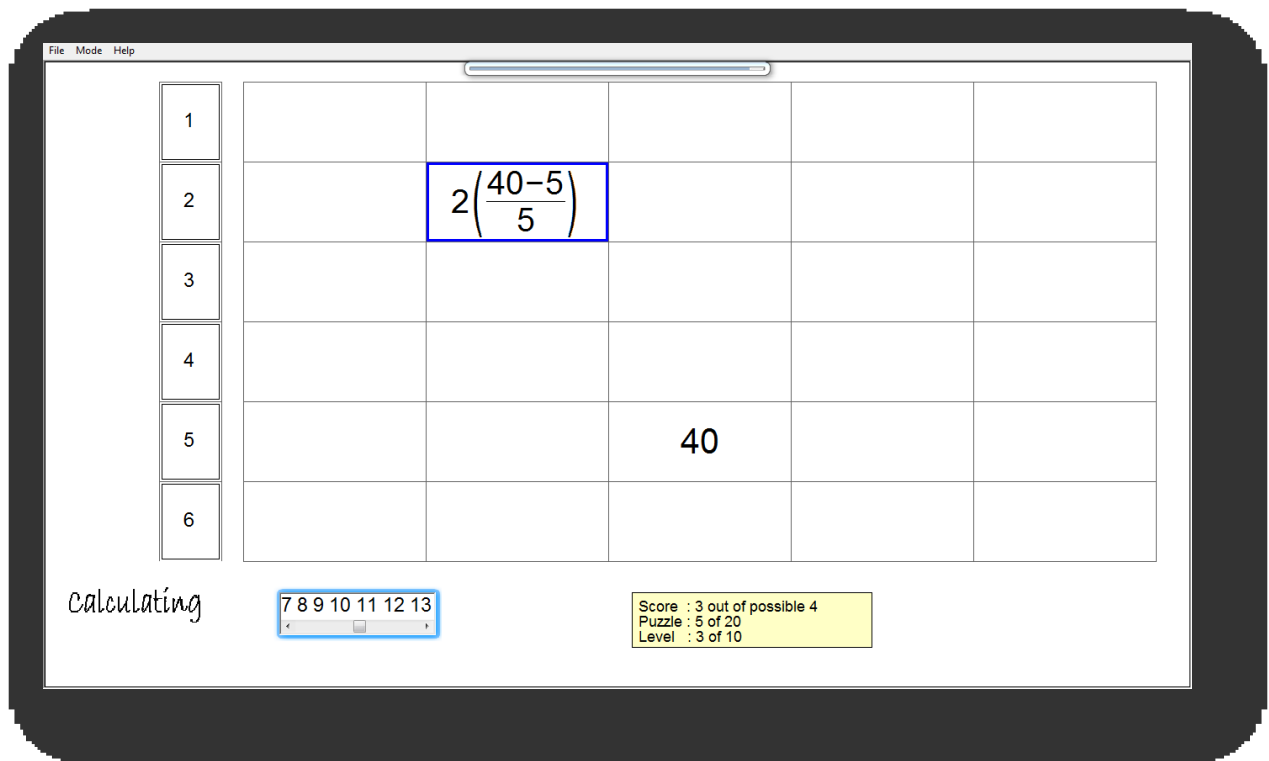 File Mode Help
1
2
2(40−5/5)
3
4
5
40
6
Calculating
7 8 9 10 11 12 13
Score : 3 out of possible 4
Puzzle : 5 of 20
Level : 3 of 10